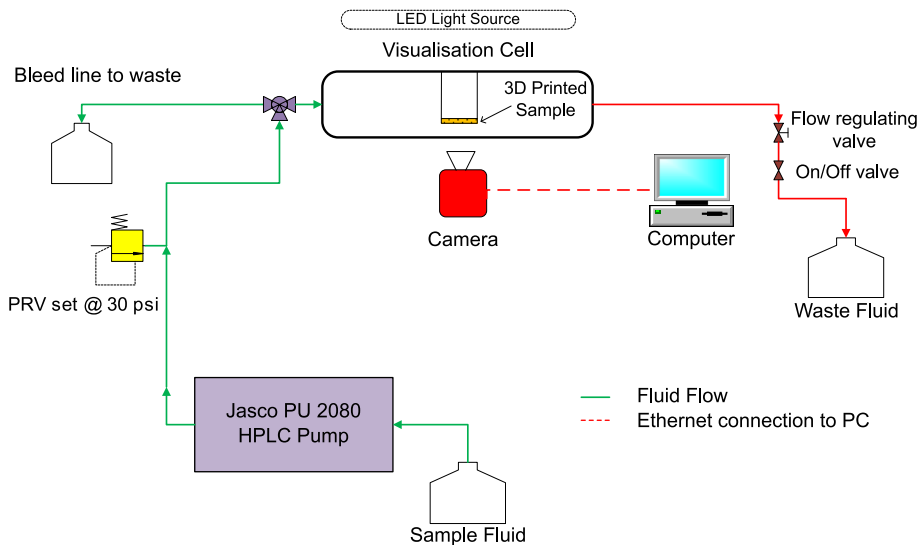 LED Light Source
Visualisation Cell
Bleed line to waste
3D Printed
Sample
Flow regulating
valve
On/Off valve
Camera
Computer
PRV set @ 30 psi
Waste Fluid
Jasco PU 2080
HPLC Pump
Fluid Flow
Ethernet connection to PC
Sample Fluid